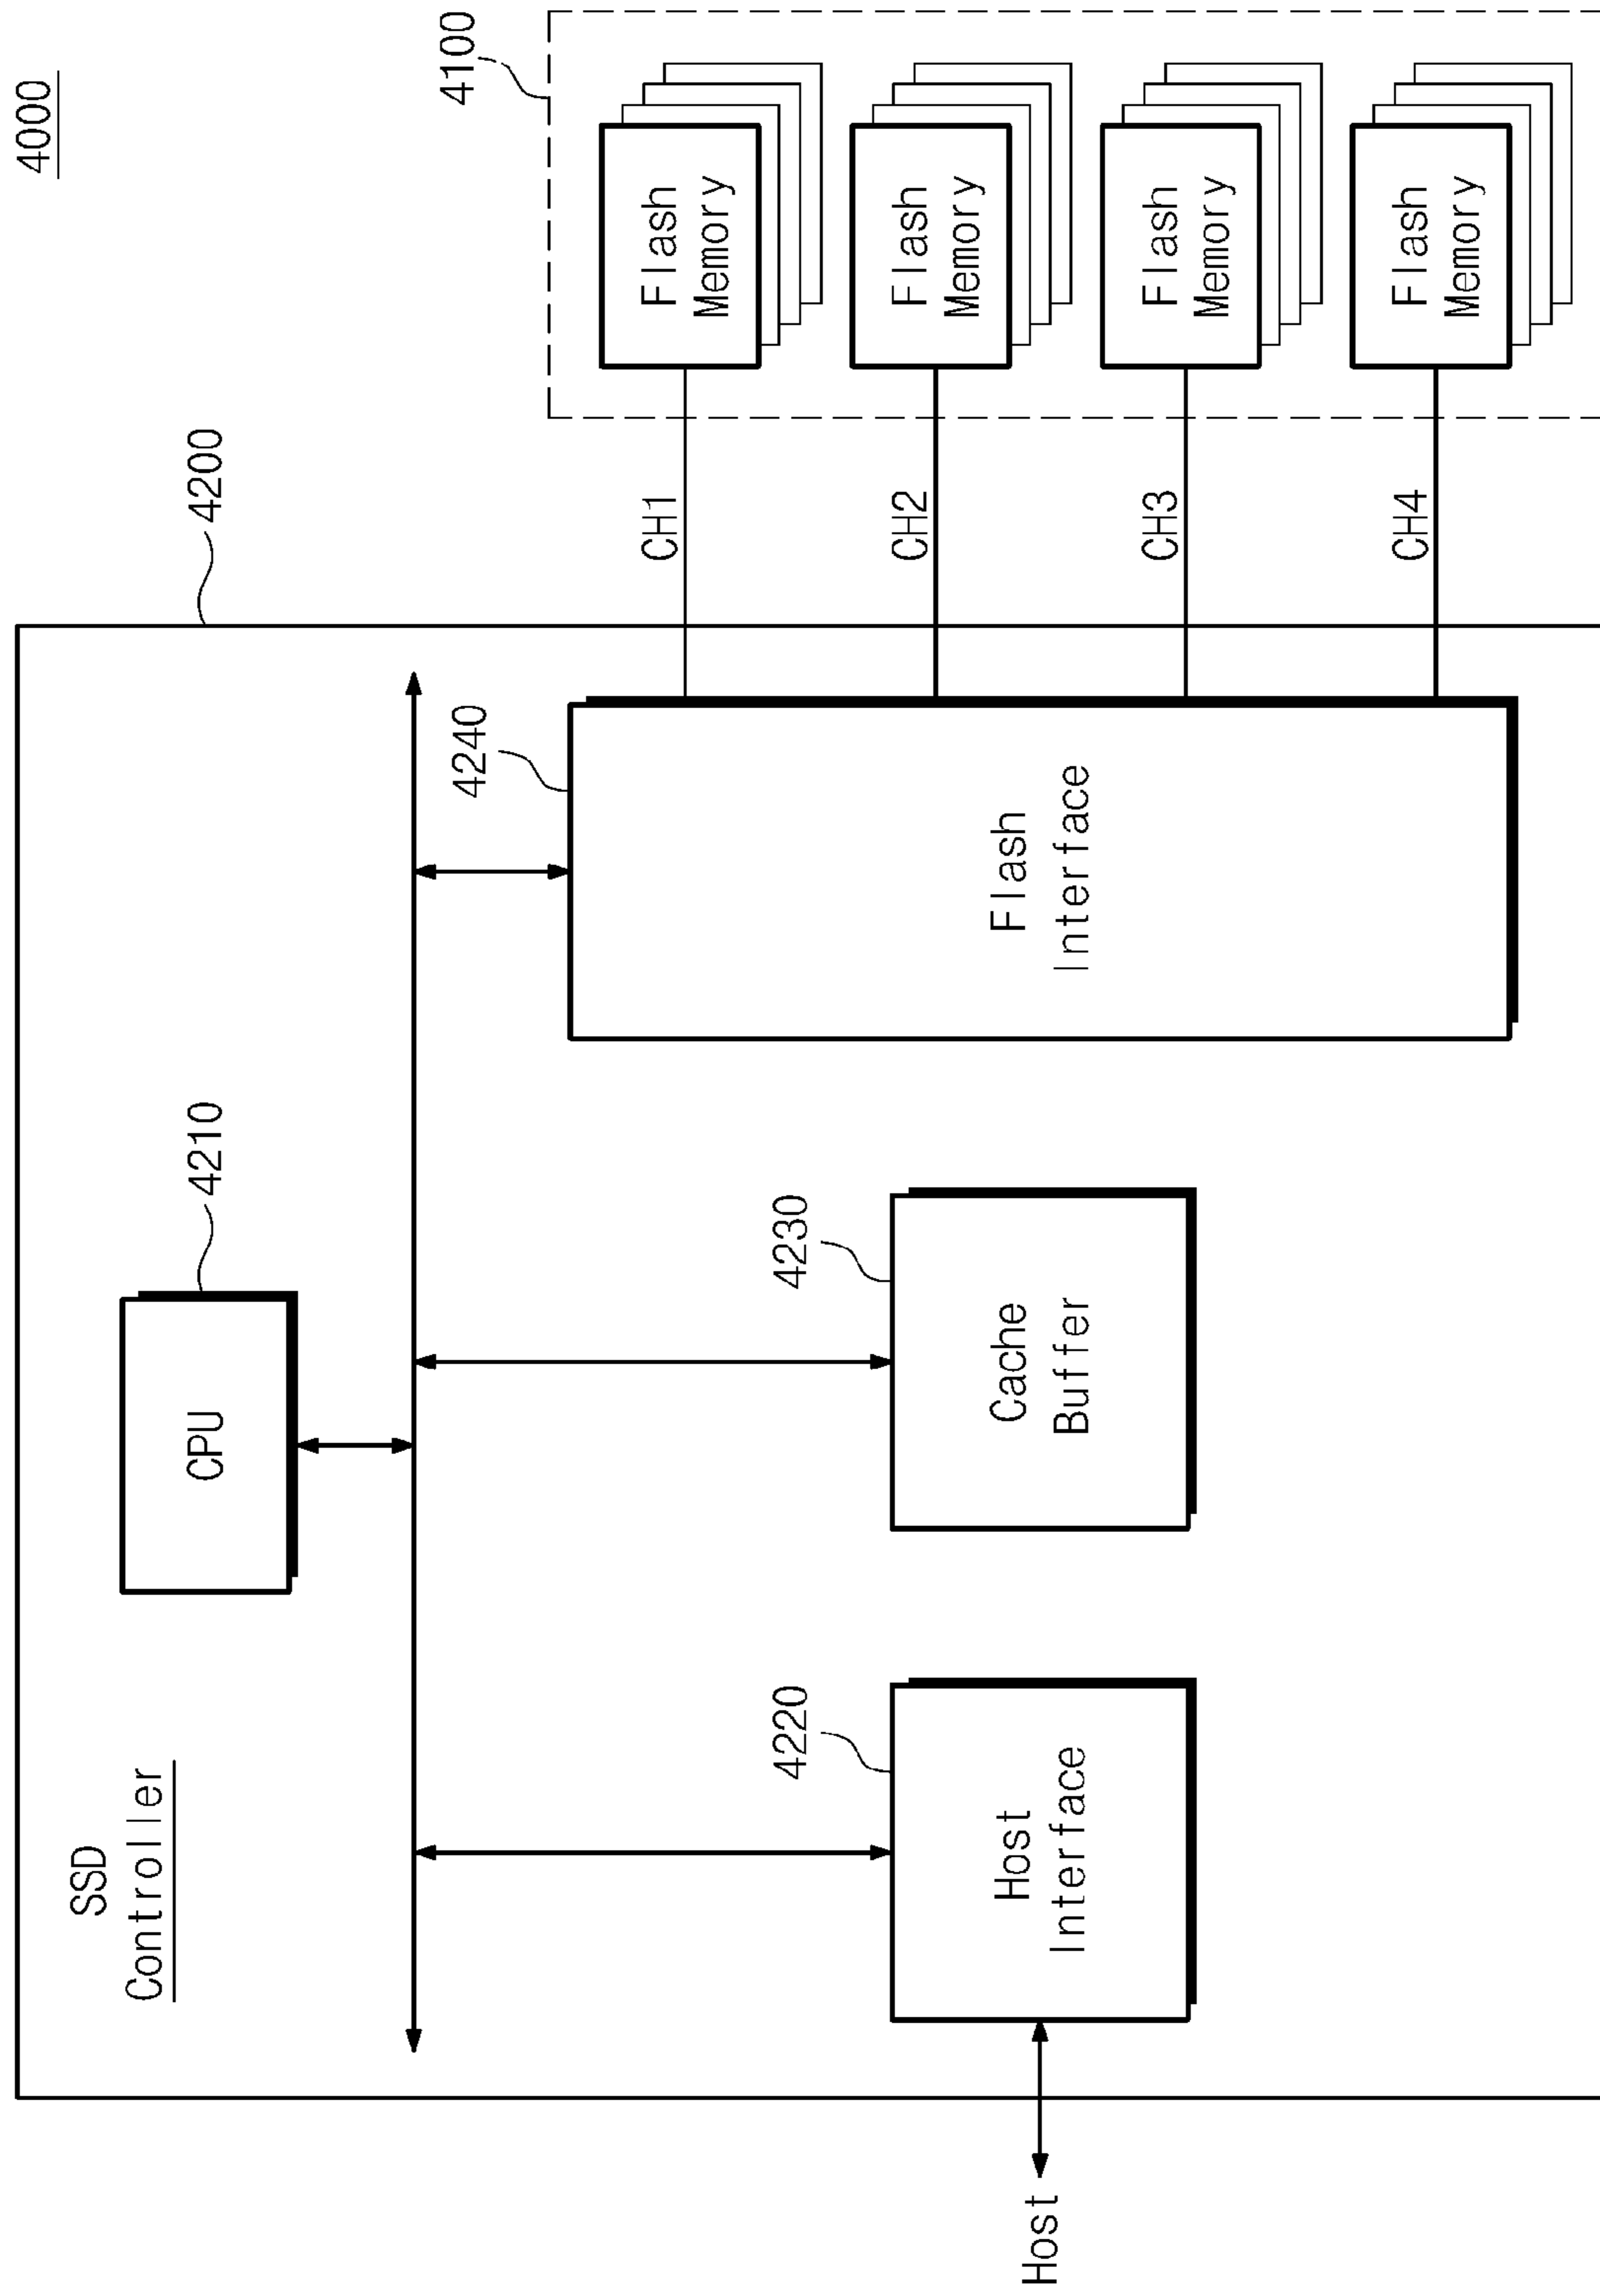 4000
SSD
Controller
4200
CPU
4210
4100
Host
Host
Interface
4220
Cache
Buffer
4230
Flash
Interface
4240
CH1
Flash
Memory
CH2
Flash
Memory
CH3
Flash
Memory
CH4
Flash
Memory